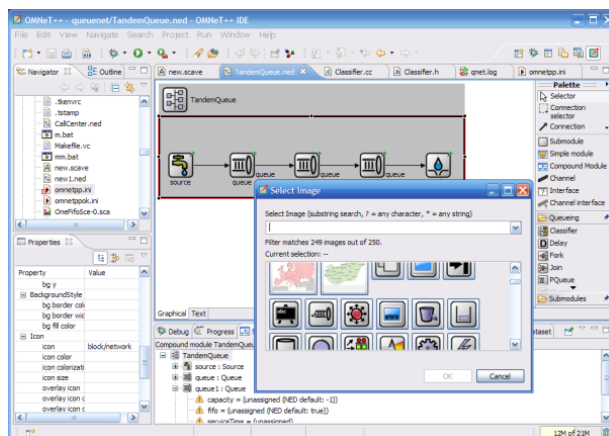 OMNeT++ - queuenet/TandemQueue.ned - OMNeT++ IDE
File Edit View Navigate Search Project Run Window Help
Navigator Outline
.tkenvrc
.tstamp
CallCenter.ned
m.bat
Makefile.vc
mm.bat
new.scave
new1.ned
omnetpp.ini
omnetppok.ini
OneFifoSce-0.sca
new.scave TandemQueue.ned Classifier.cc Classifier.h qnet.log omnetpp.ini
TandemQueue
source queue queue queue queue
Graphical Text
Palette
Selector
Connection selector
Connection
Submodule
Simple module
Compound Module
Channel
Interface
Channel interface
Queueing
Classifier
Delay
Fork
Join
PQueue
Submodules
Properties
Property Value
bg y
BackgroundStyle
bg border col
bg border wid
bg fill color
Icon
icon block/network
icon color
icon colorizati
icon size
overlay icon
overlay icon c
overlay icon c
Select Image
Select Image (substring search, ? = any character, * = any string)
Filter matches 249 images out of 250.
Current selection: --
OK Cancel
Debug Progress
Compound module TandemQueue
TandemQueue
source : Source
queue : Queue
queue1 : Queue
capacity = (unassigned (NED default: -1))
fifo = (unassigned (NED default: true))
serviceTime = (unassigned)
12M of 21M